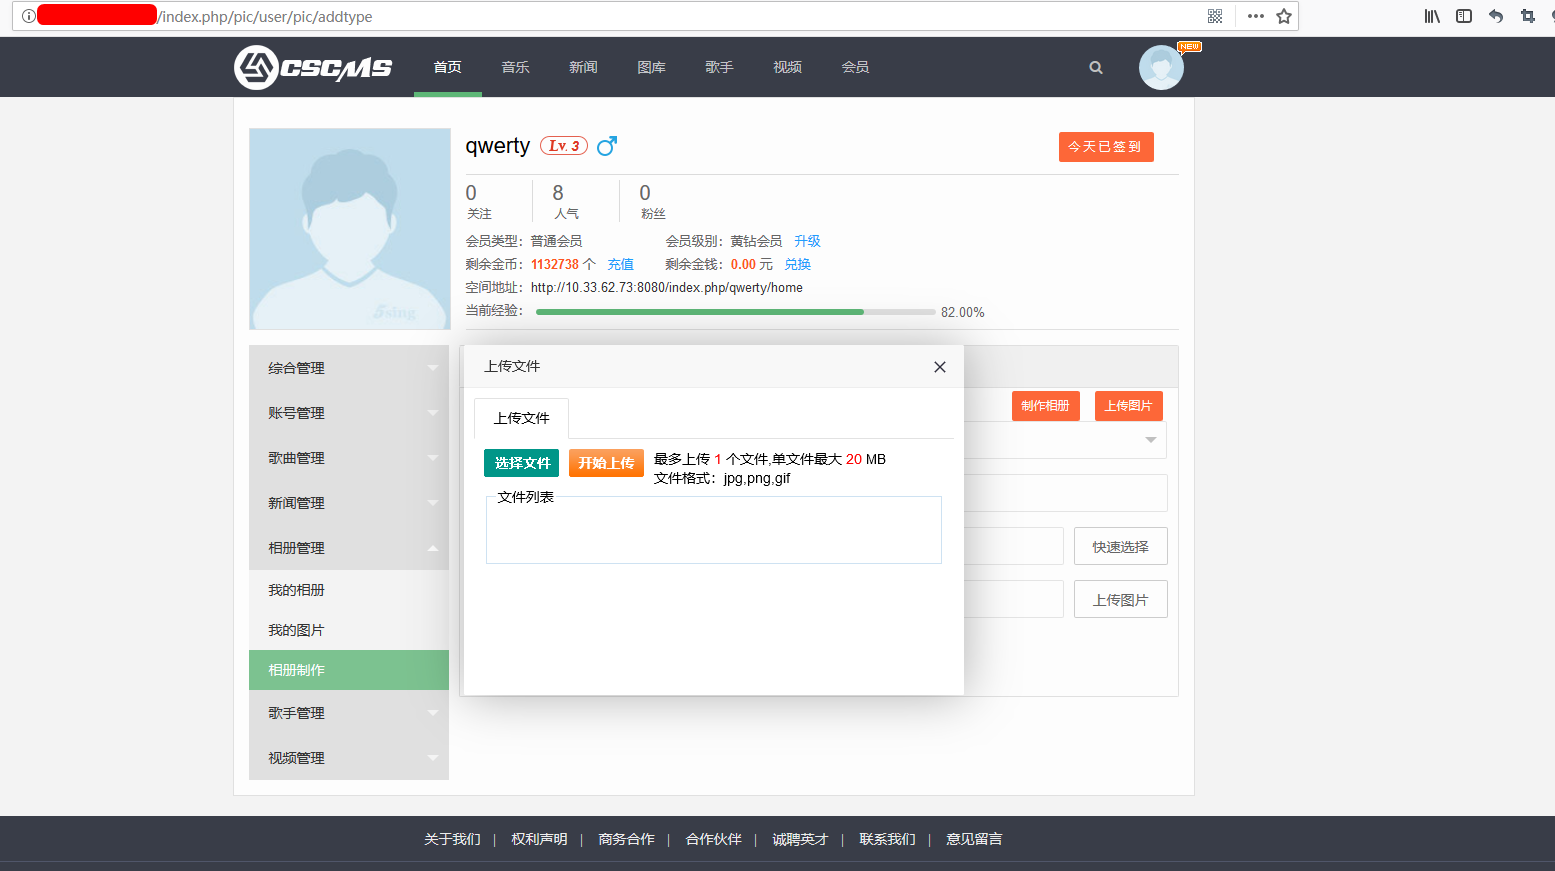 /index.php/pic/user/pic/addtype
CSCMS 首页 音乐 新闻 图库 歌手 视频 会员 NEW
qwerty Lv. 3 今天已签到
0 8 0
关注 人气 粉丝
会员类型： 普通会员 会员级别： 黄钻会员 升级
剩余金币： 1132738 个 充值 剩余金钱： 0.00 元 兑换
空间地址： http://10.33.62.73:8080/index.php/qwerty/home
当前经验： 82.00%
5sing
综合管理
账号管理
歌曲管理
新闻管理
相册管理
我的相册
我的图片
相册制作
歌手管理
视频管理
上传文件
上传文件
选择文件 开始上传 最多上传 1 个文件,单文件最大 20 MB
文件格式：jpg,png,gif
文件列表
制作相册 上传图片
快速选择
上传图片
关于我们 | 权利声明 | 商务合作 | 合作伙伴 | 诚聘英才 | 联系我们 | 意见留言